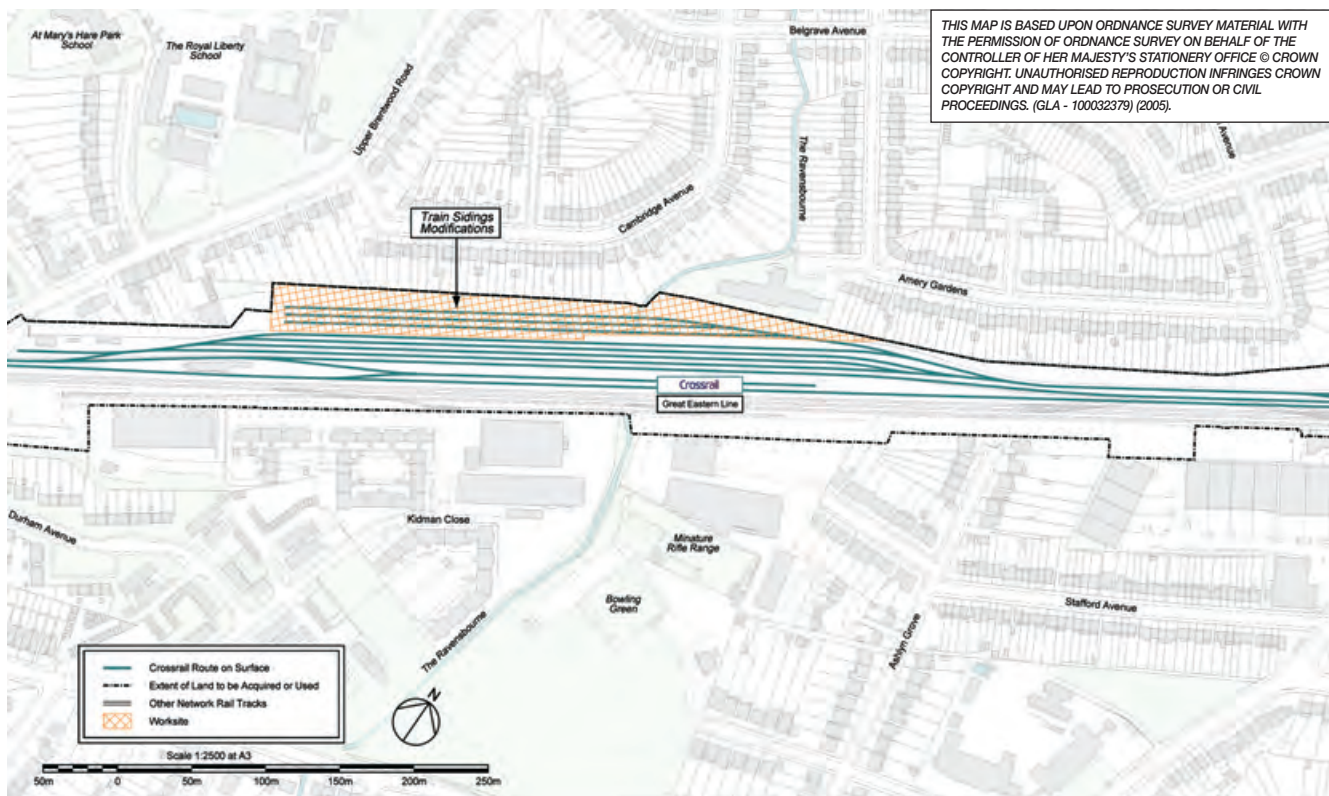 At Mary's Hare Park
School
The Royal Liberty
School
Upper Brentwood Road
Belgrave Avenue
THIS MAP IS BASED UPON ORDNANCE SURVEY MATERIAL WITH
THE PERMISSION OF ORDNANCE SURVEY ON BEHALF OF THE
CONTROLLER OF HER MAJESTY'S STATIONERY OFFICE © CROWN
COPYRIGHT. UNAUTHORISED REPRODUCTION INFRINGES CROWN
COPYRIGHT AND MAY LEAD TO PROSECUTION OR CIVIL
PROCEEDINGS. (GLA - 100032379) (2005).
Avenue
The Ravensbourne
Cambridge Avenue
Train Sidings
Modifications
Amery Gardens
Crossrail
Great Eastern Line
Durham Avenue
Kidman Close
Minature
Rifle Range
Bowling
Green
The Ravensbourne
Ashlyn Grove
Stafford Avenue
Crossrail Route on Surface
Extent of Land to be Acquired or Used
Other Network Rail Tracks
Worksite
N
Scale 1:2500 at A3
50m 0 50m 100m 150m 200m 250m